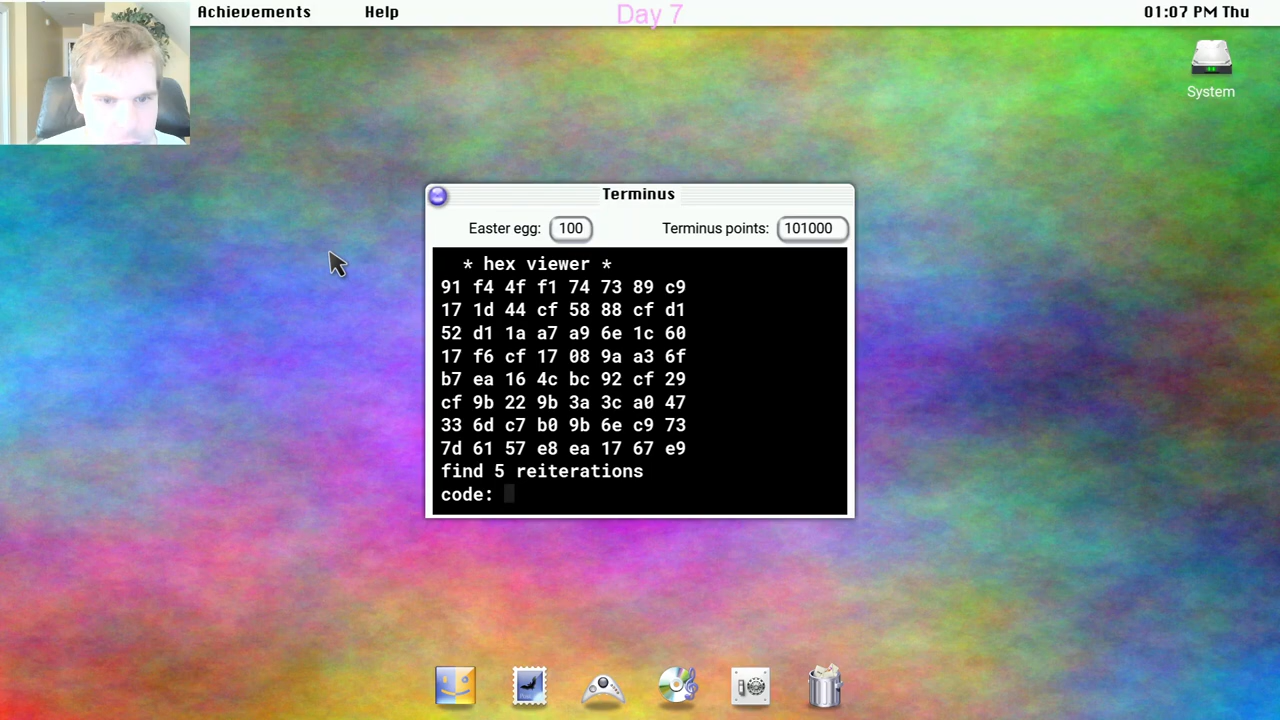 Achievements Help Day 7 01:07 PM Thu
System
Terminus
Easter egg: 100 Terminus points: 101000
* hex viewer *
91 f4 4f f1 74 73 89 c9
17 1d 44 cf 58 88 cf d1
52 d1 1a a7 a9 6e 1c 60
17 f6 cf 17 08 9a a3 6f
b7 ea 16 4c bc 92 cf 29
cf 9b 22 9b 3a 3c a0 47
33 6d c7 b0 9b 6e c9 73
7d 61 57 e8 ea 17 67 e9
find 5 reiterations
code: